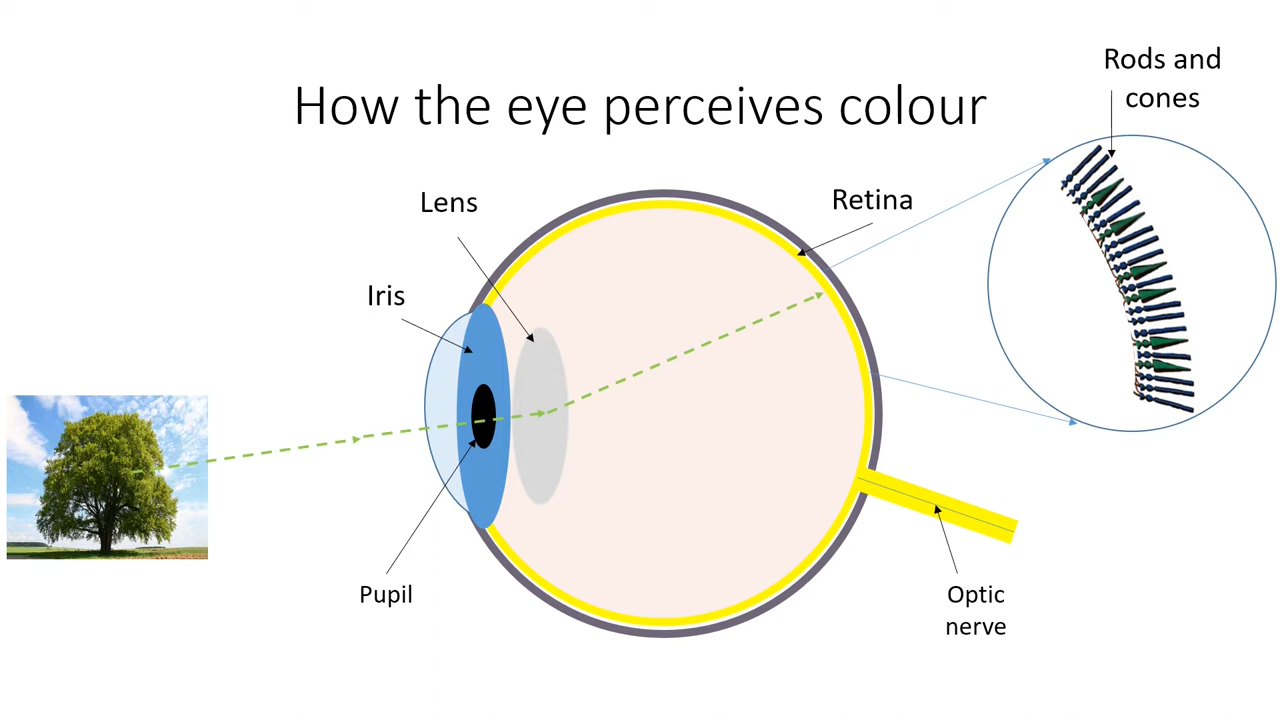 How the eye perceives colour
Rods and
cones
Lens
Retina
Iris
Pupil
Optic
nerve